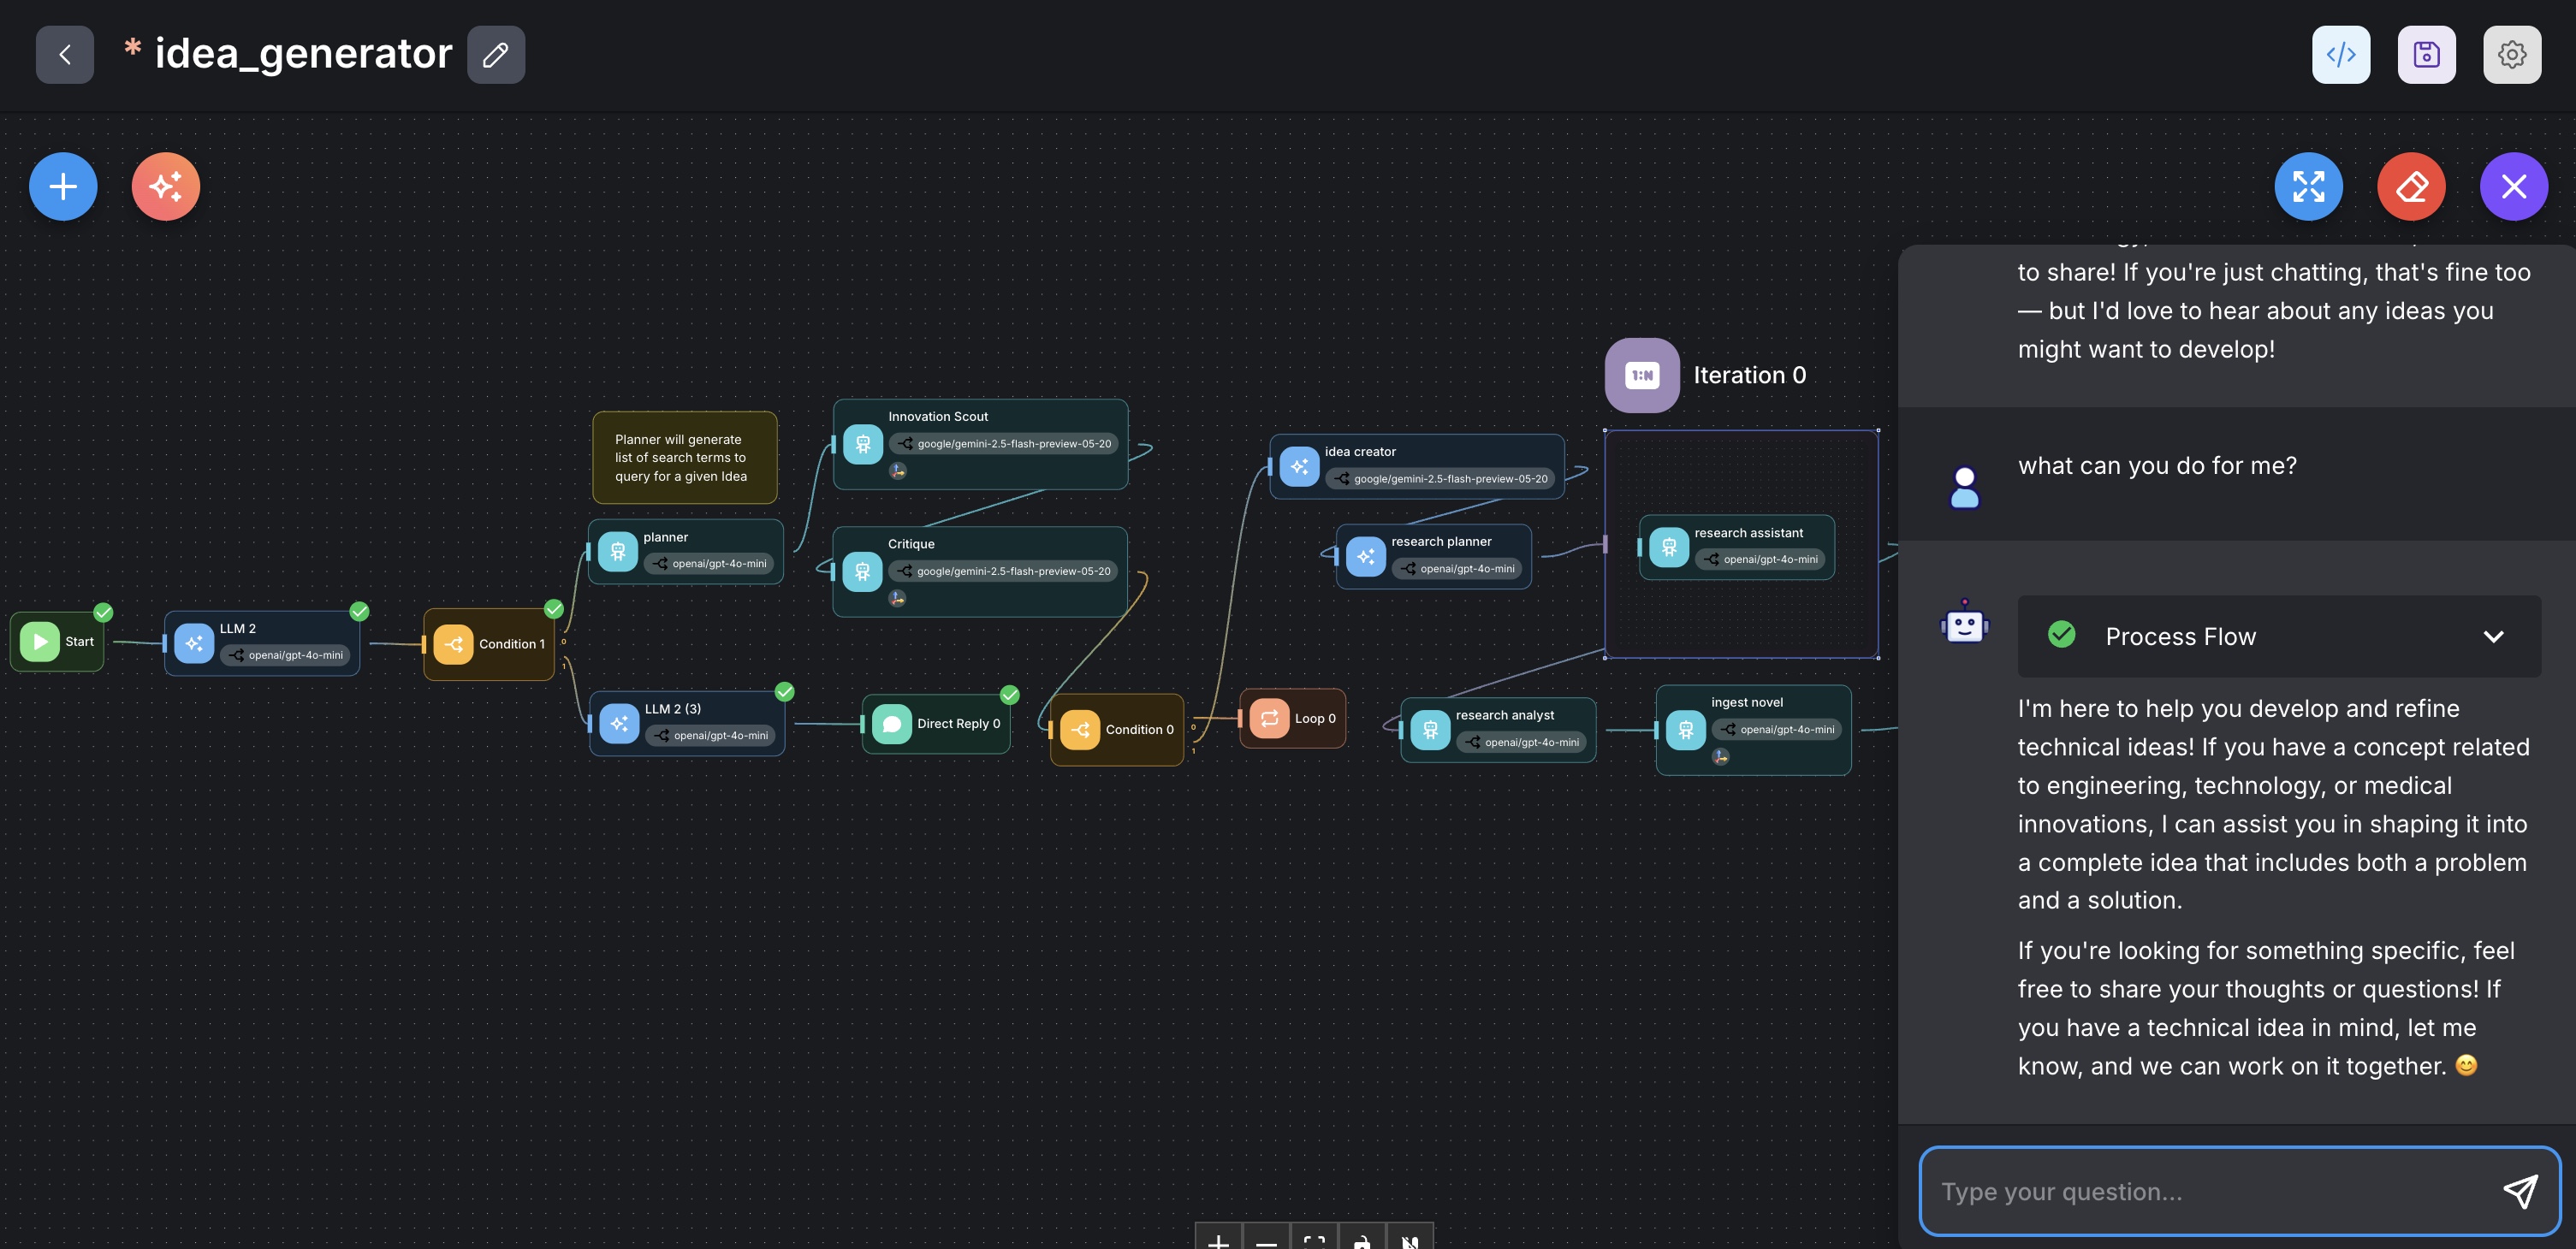 * idea_generator
Iteration 0
Planner will generate
list of search terms to
query for a given Idea
Innovation Scout
google/gemini-2.5-flash-preview-05-20
idea creator
google/gemini-2.5-flash-preview-05-20
planner
openai/gpt-4o-mini
Critique
google/gemini-2.5-flash-preview-05-20
research planner
openai/gpt-4o-mini
research assistant
openai/gpt-4o-mini
Start
LLM 2
openai/gpt-4o-mini
Condition 1
0
1
LLM 2 (3)
openai/gpt-4o-mini
Direct Reply 0
Condition 0
0
1
Loop 0
research analyst
openai/gpt-4o-mini
ingest novel
openai/gpt-4o-mini
1:N
to share! If you're just chatting, that's fine too
— but I'd love to hear about any ideas you
might want to develop!
what can you do for me?
Process Flow
I'm here to help you develop and refine
technical ideas! If you have a concept related
to engineering, technology, or medical
innovations, I can assist you in shaping it into
a complete idea that includes both a problem
and a solution.
If you're looking for something specific, feel
free to share your thoughts or questions! If
you have a technical idea in mind, let me
know, and we can work on it together. 😊
Type your question...